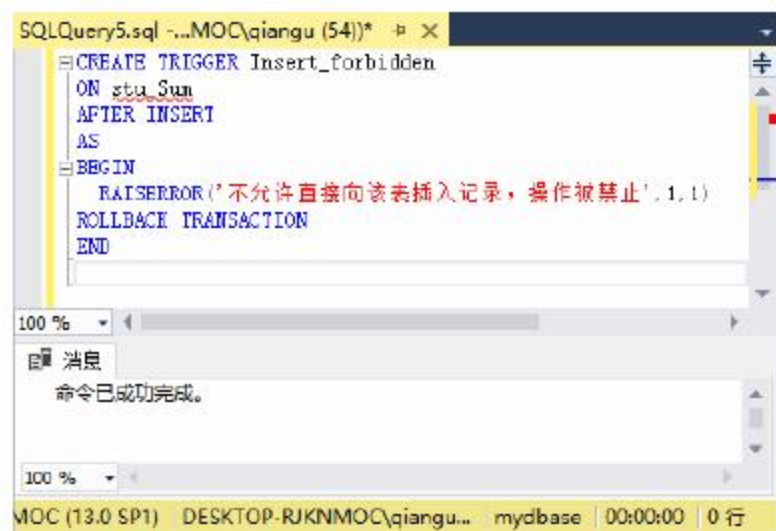 SQLQuery5.sql -...MOC\qiangu (54))*
CREATE TRIGGER Insert_forbidden
ON stu_Sum
AFTER INSERT
AS
BEGIN
RAISERROR('不允许直接向该表插入记录，操作被禁止',1,1)
ROLLBACK TRANSACTION
END
100 %
消息
命令已成功完成。
100 %
MOC (13.0 SP1) DESKTOP-RJKNMOC\qiangu... mydbase 00:00:00 0 行